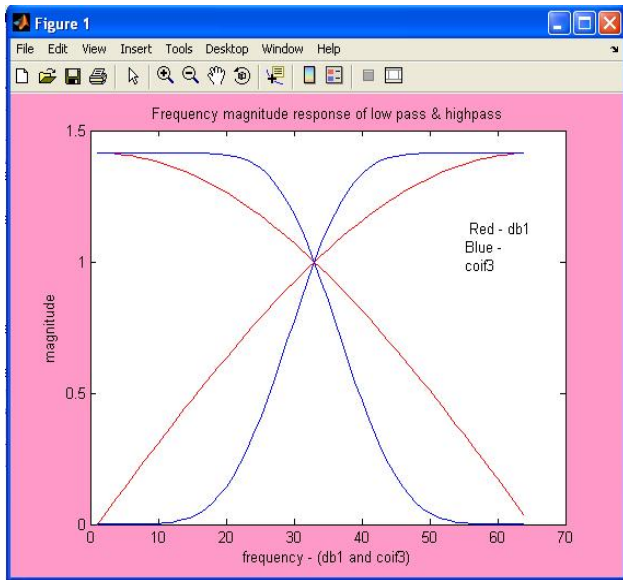 Figure 1
File Edit View Insert Tools Desktop Window Help
Frequency magnitude response of low pass & highpass
1.5
1
0.5
0
magnitude
Red - db1
Blue -
coif3
0 10 20 30 40 50 60 70
frequency - (db1 and coif3)